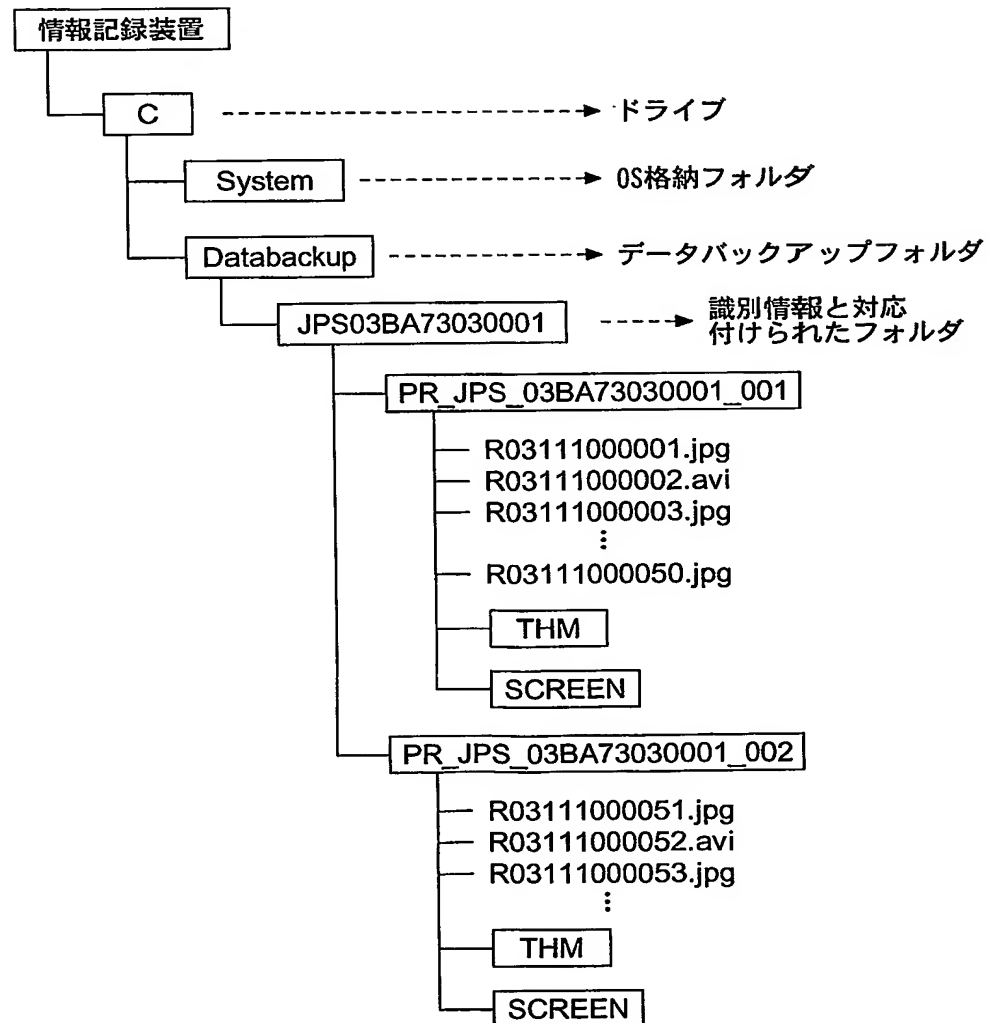 情報記録装置
C ドライブ
System OS格納フォルダ
Databackup データバックアップフォルダ
JPS03BA73030001 識別情報と対応
付けられたフォルダ
PR_JPS_03BA73030001_001
R03111000001.jpg
R03111000002.avi
R03111000003.jpg
⋮
R03111000050.jpg
THM
SCREEN
PR_JPS_03BA73030001_002
R03111000051.jpg
R03111000052.avi
R03111000053.jpg
⋮
THM
SCREEN